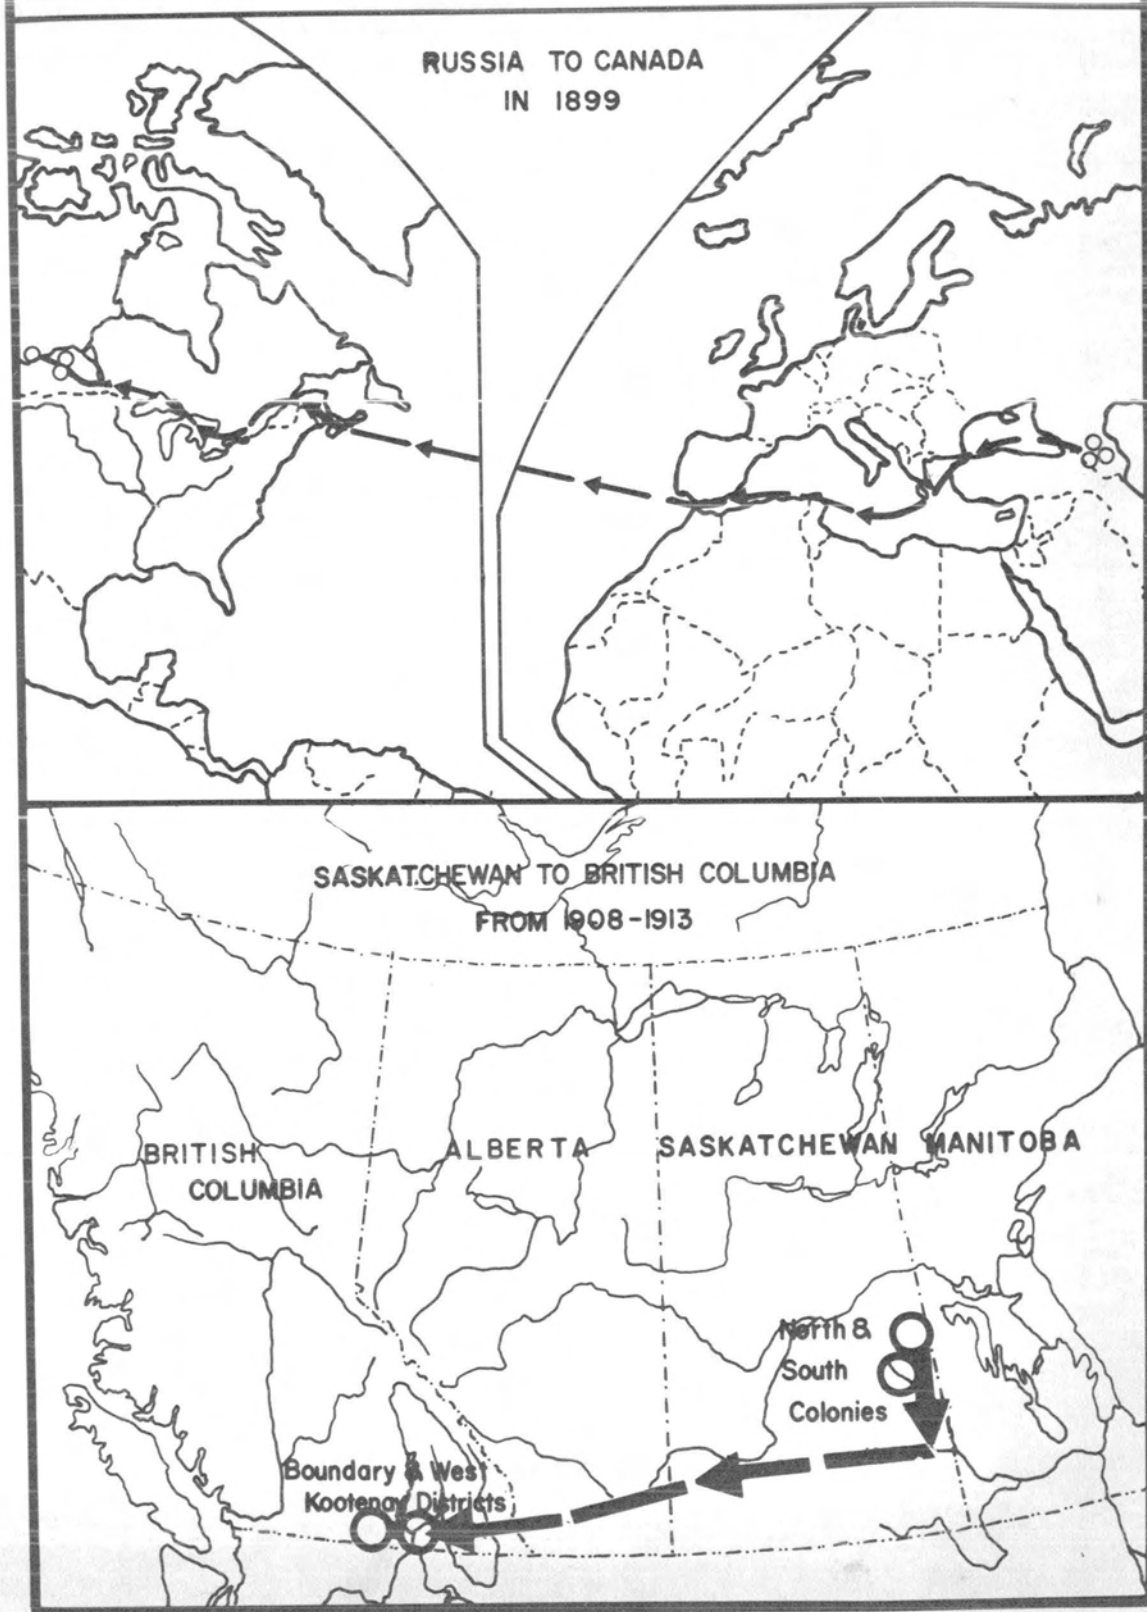 RUSSIA TO CANADA
IN 1899
SASKATCHEWAN TO BRITISH COLUMBIA
FROM 1908-1913
BRITISH
COLUMBIA
ALBERTA
SASKATCHEWAN
MANITOBA
North &
South
Colonies
Boundary & West
Kootenay Districts